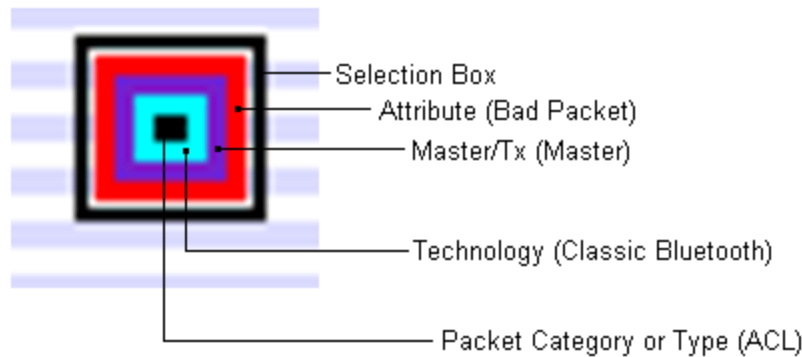 Selection Box
Attribute (Bad Packet)
Master/Tx (Master)
Technology (Classic Bluetooth)
Packet Category or Type (ACL)